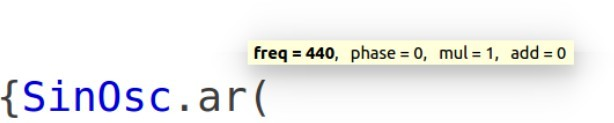 freq = 440, phase = 0, mul = 1, add = 0
{SinOsc.ar(